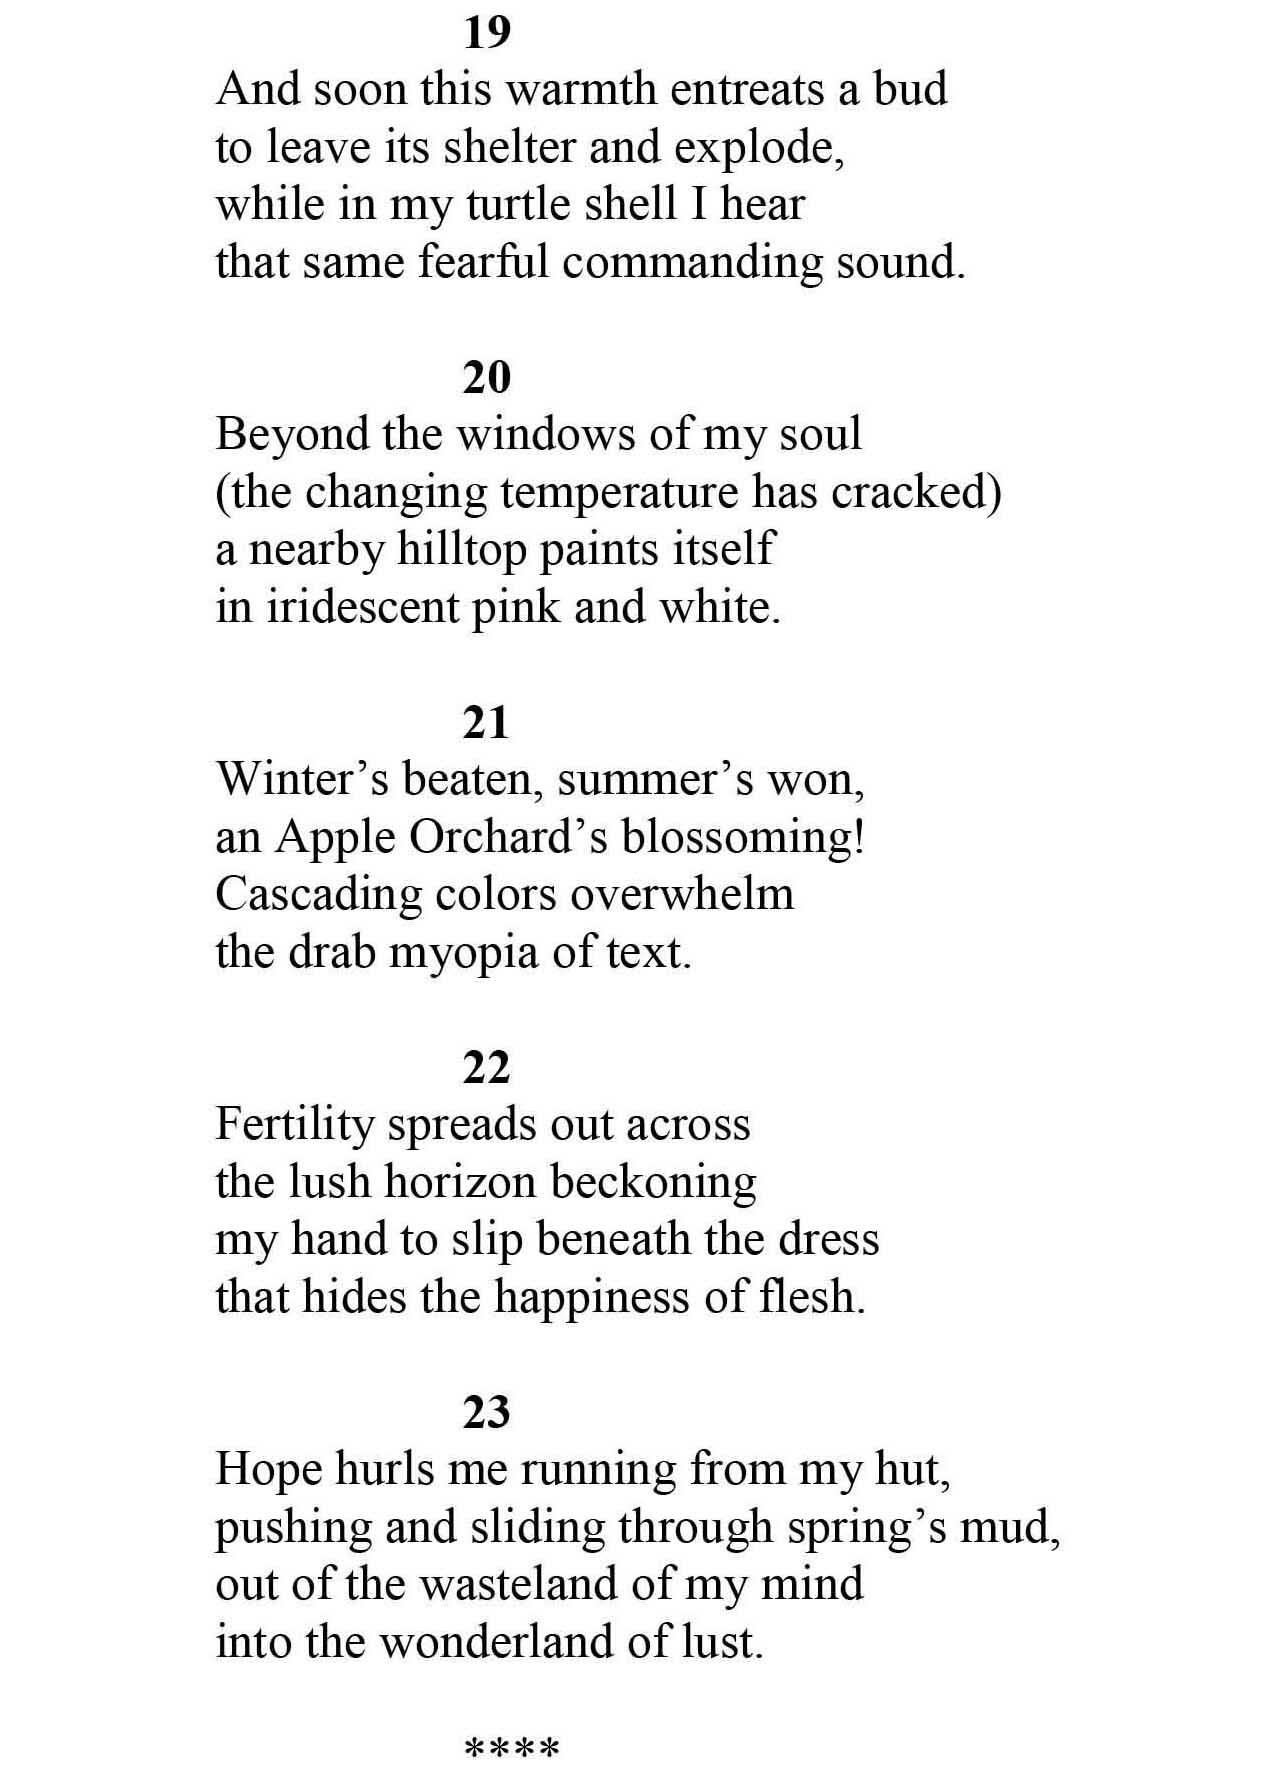 19
And soon this warmth entreats a bud
to leave its shelter and explode,
while in my turtle shell I hear
that same fearful commanding sound.
20
Beyond the windows of my soul
(the changing temperature has cracked)
a nearby hilltop paints itself
in iridescent pink and white.
21
Winter’s beaten, summer’s won,
an Apple Orchard’s blossoming!
Cascading colors overwhelm
the drab myopia of text.
22
Fertility spreads out across
the lush horizon beckoning
my hand to slip beneath the dress
that hides the happiness of flesh.
23
Hope hurls me running from my hut,
pushing and sliding through spring’s mud,
out of the wasteland of my mind
into the wonderland of lust.
****